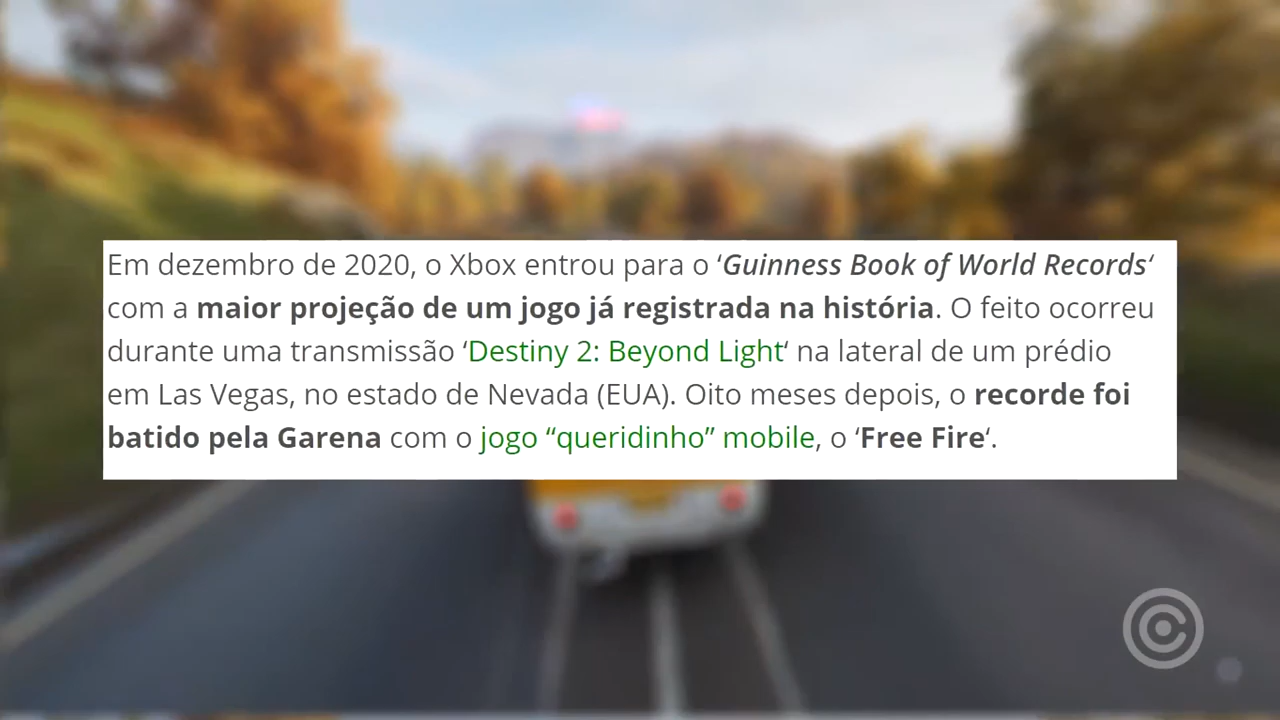 Em dezembro de 2020, o Xbox entrou para o ‘Guinness Book of World Records‘
com a maior projeção de um jogo já registrada na história. O feito ocorreu
durante uma transmissão ‘Destiny 2: Beyond Light‘ na lateral de um prédio
em Las Vegas, no estado de Nevada (EUA). Oito meses depois, o recorde foi
batido pela Garena com o jogo “queridinho” mobile, o ‘Free Fire‘.